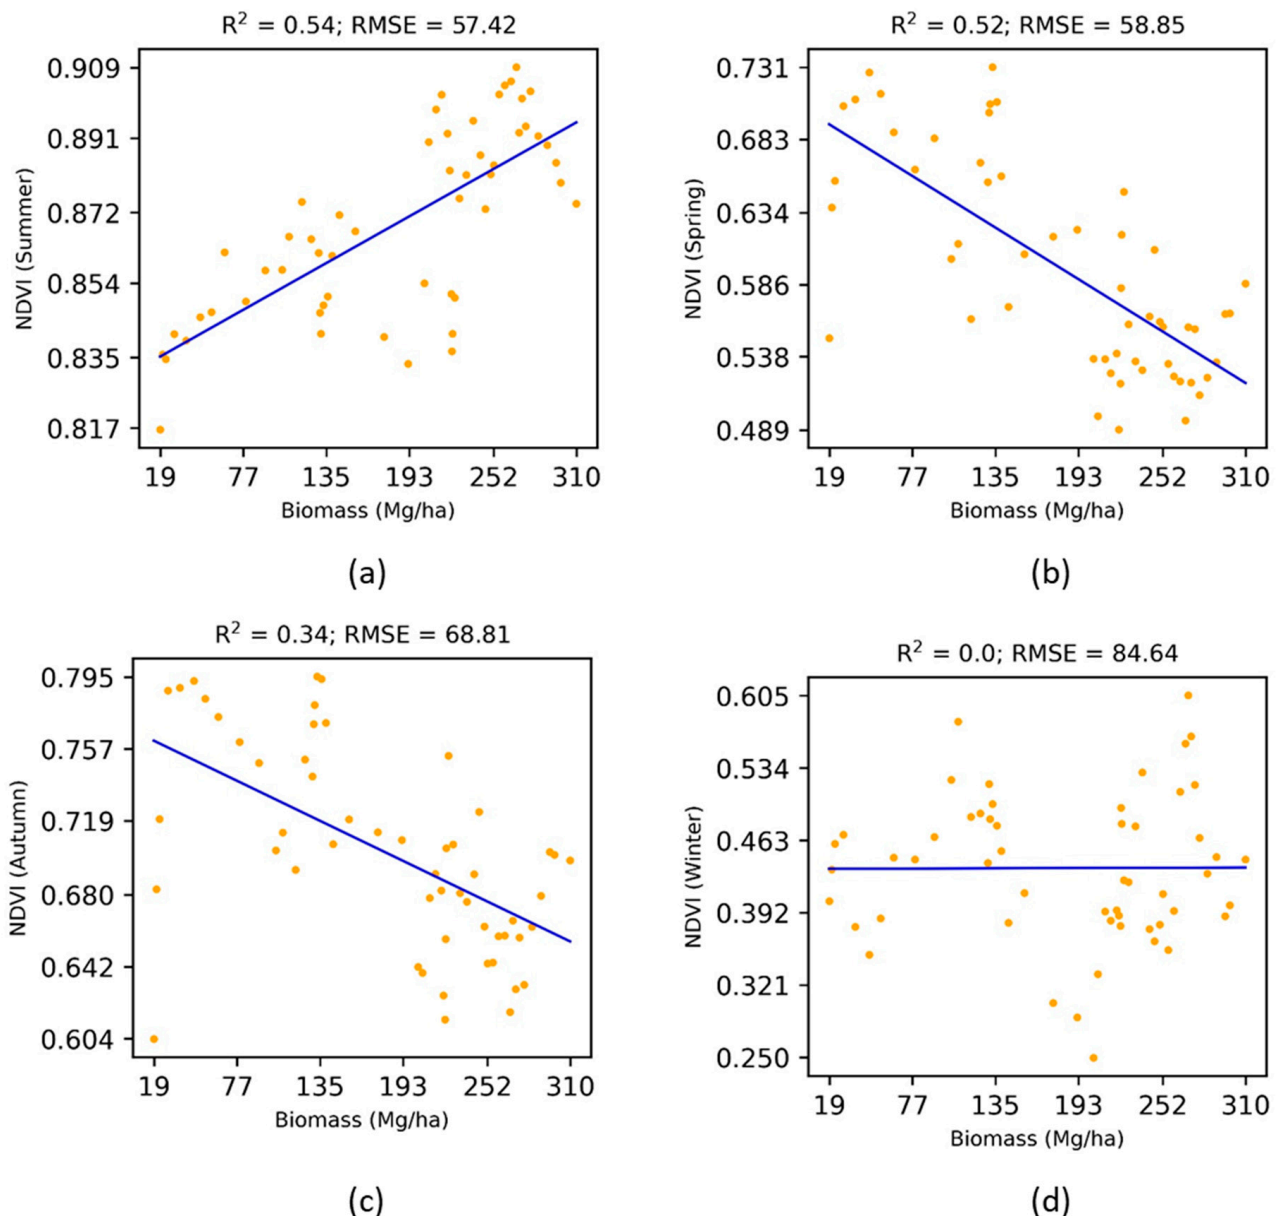 R² = 0.54; RMSE = 57.42
0.909
0.891
0.872
0.854
0.835
0.817
NDVI (Summer)
19 77 135 193 252 310
Biomass (Mg/ha)
(a)
R² = 0.52; RMSE = 58.85
0.731
0.683
0.634
0.586
0.538
0.489
NDVI (Spring)
19 77 135 193 252 310
Biomass (Mg/ha)
(b)
R² = 0.34; RMSE = 68.81
0.795
0.757
0.719
0.680
0.642
0.604
NDVI (Autumn)
19 77 135 193 252 310
Biomass (Mg/ha)
(c)
R² = 0.0; RMSE = 84.64
0.605
0.534
0.463
0.392
0.321
0.250
NDVI (Winter)
19 77 135 193 252 310
Biomass (Mg/ha)
(d)